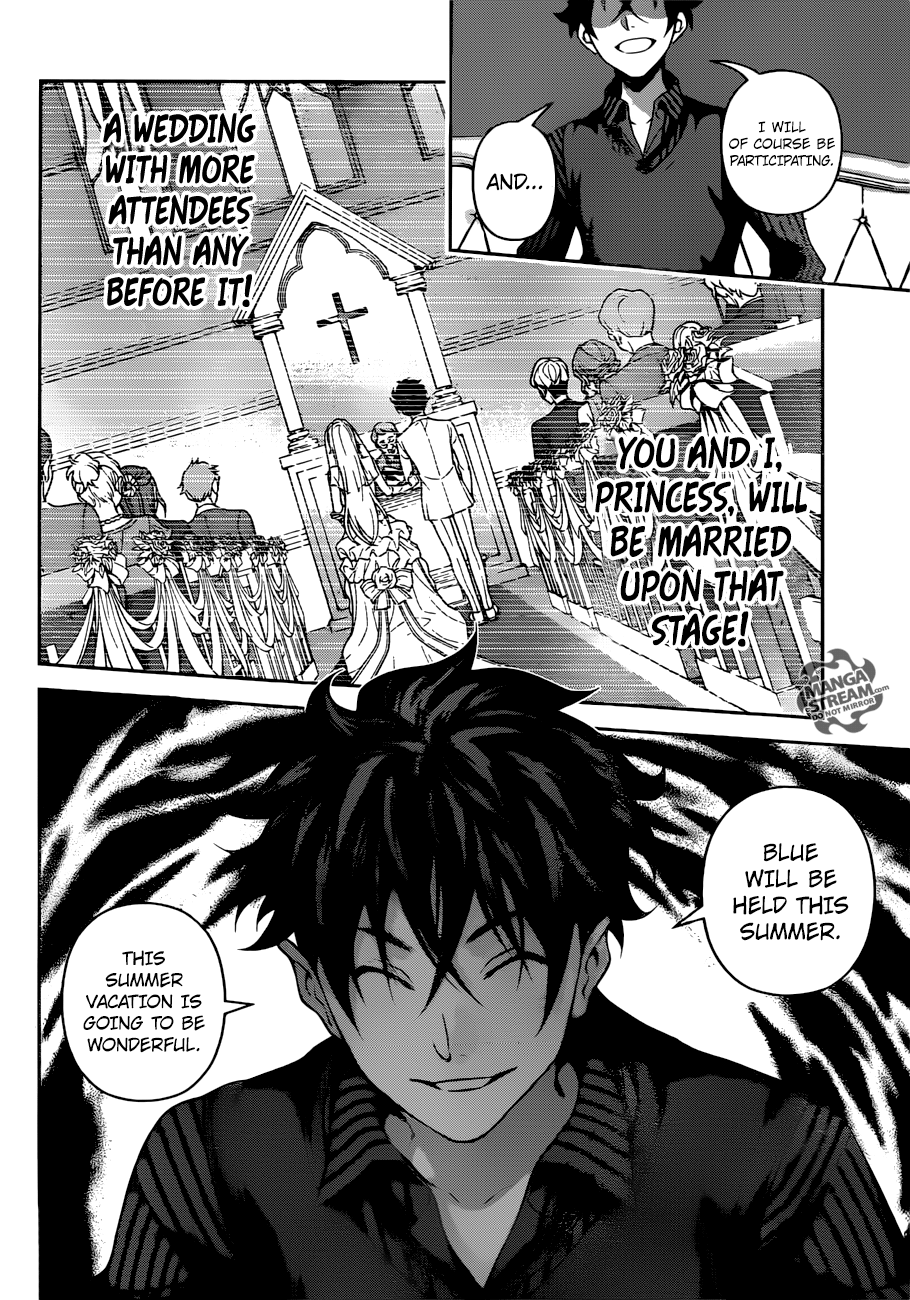 I WILL
OF COURSE BE
PARTICIPATING.
AND...
A WEDDING
WITH MORE
ATTENDEES
THAN ANY
BEFORE IT!
YOU AND I,
PRINCESS, WILL
BE MARRIED
UPON THAT
STAGE!
MANGA
STREAM.com
DO NOT MIRROR
BLUE
WILL BE
HELD THIS
SUMMER.
THIS
SUMMER
VACATION IS
GOING TO BE
WONDERFUL.